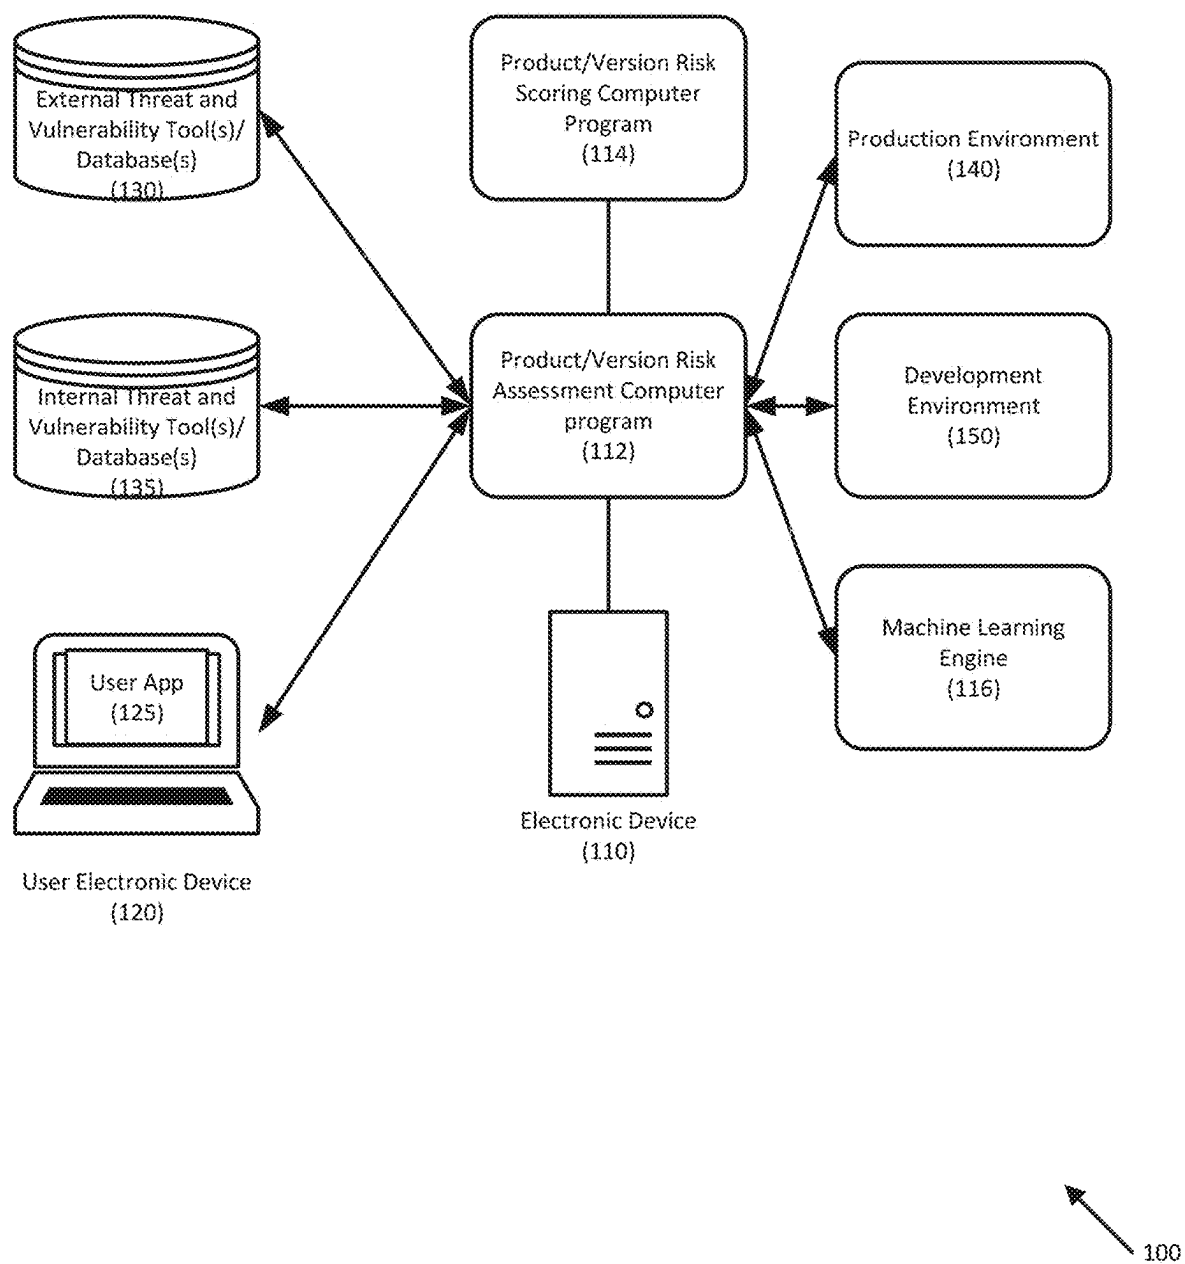 External Threat and
Vulnerability Tool(s)/
Database(s)
(130)
Product/Version Risk
Scoring Computer
Program
(114)
Production Environment
(140)
Internal Threat and
Vulnerability Tool(s)/
Database(s)
(135)
Product/Version Risk
Assessment Computer
program
(112)
Development
Environment
(150)
Machine Learning
Engine
(116)
User App
(125)
User Electronic Device
(120)
Electronic Device
(110)
100